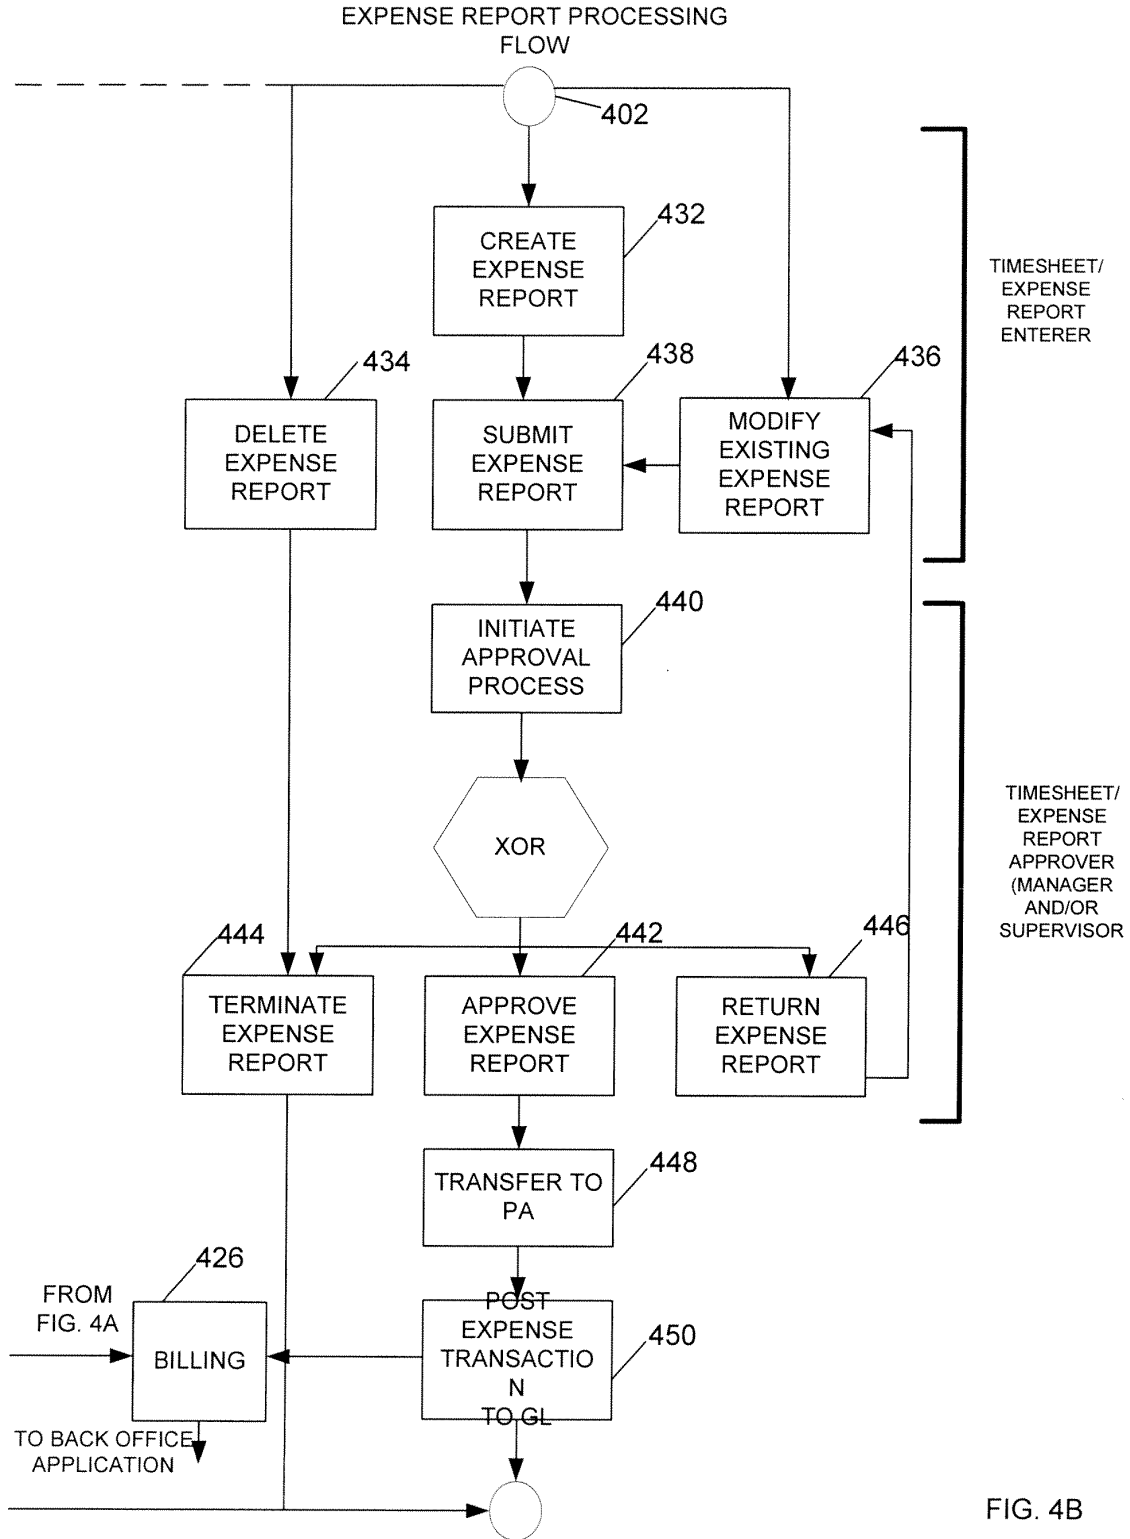 EXPENSE REPORT PROCESSING
FLOW
402
432
CREATE
EXPENSE
REPORT
TIMESHEET/
EXPENSE
REPORT
ENTERER
434
438
436
DELETE
EXPENSE
REPORT
SUBMIT
EXPENSE
REPORT
MODIFY
EXISTING
EXPENSE
REPORT
440
INITIATE
APPROVAL
PROCESS
XOR
TIMESHEET/
EXPENSE
REPORT
APPROVER
(MANAGER
AND/OR
SUPERVISOR
444
442
446
TERMINATE
EXPENSE
REPORT
APPROVE
EXPENSE
REPORT
RETURN
EXPENSE
REPORT
448
TRANSFER TO
PA
426
FROM
FIG. 4A
BILLING
450
POST
EXPENSE
TRANSACTIO
N
TO GL
TO BACK OFFICE
APPLICATION
FIG. 4B